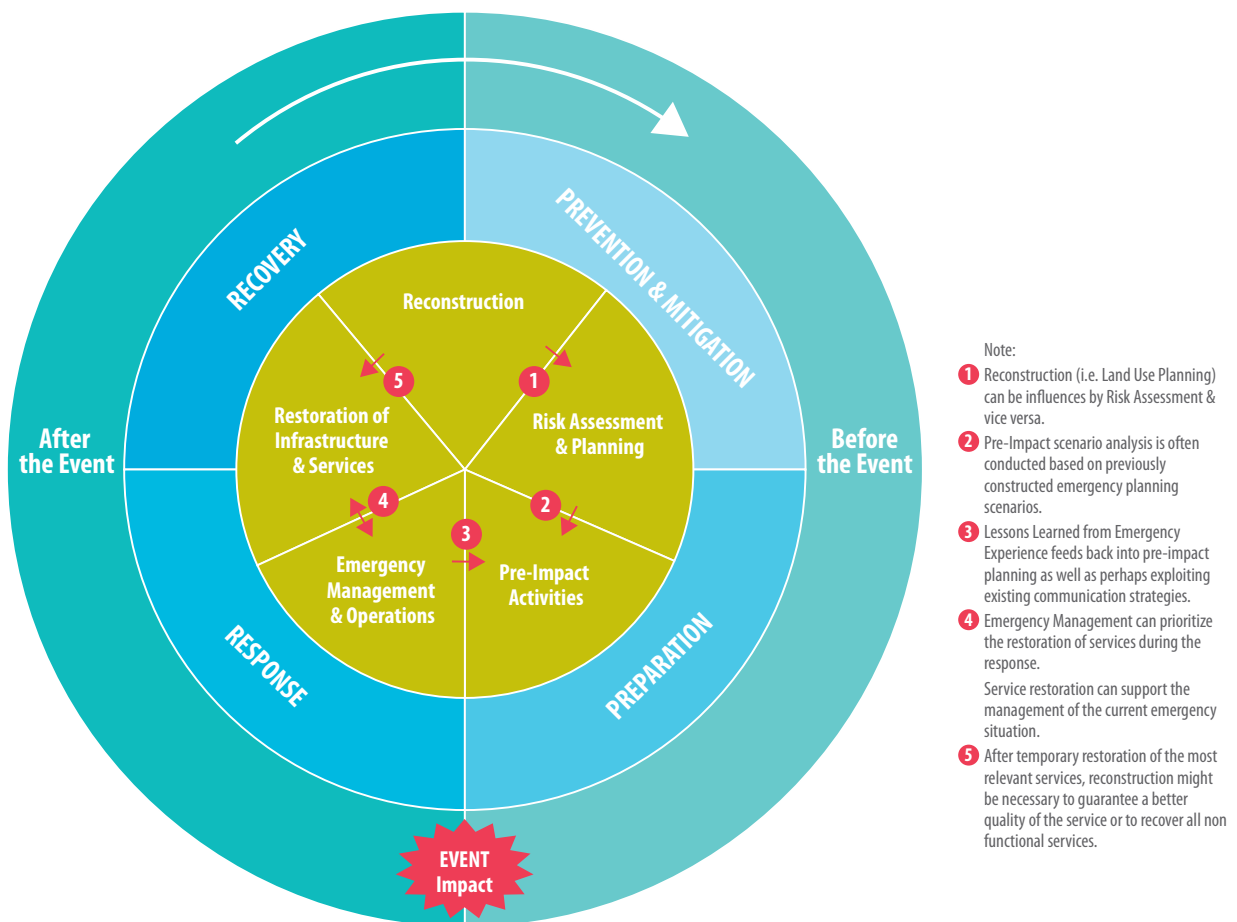 RECOVERY
PREVENTION & MITIGATION
Reconstruction
5
1
Restoration of
Infrastructure
& Services
Risk Assessment
& Planning
After
the Event
Before
the Event
4
2
3
Emergency
Management
& Operations
Pre-Impact
Activities
RESPONSE
PREPARATION
EVENT
Impact
Note:
1 Reconstruction (i.e. Land Use Planning)
can be influences by Risk Assessment &
vice versa.
2 Pre-Impact scenario analysis is often
conducted based on previously
constructed emergency planning
scenarios.
3 Lessons Learned from Emergency
Experience feeds back into pre-impact
planning as well as perhaps exploiting
existing communication strategies.
4 Emergency Management can prioritize
the restoration of services during the
response.
Service restoration can support the
management of the current emergency
situation.
5 After temporary restoration of the most
relevant services, reconstruction might
be necessary to guarantee a better
quality of the service or to recover all non
functional services.